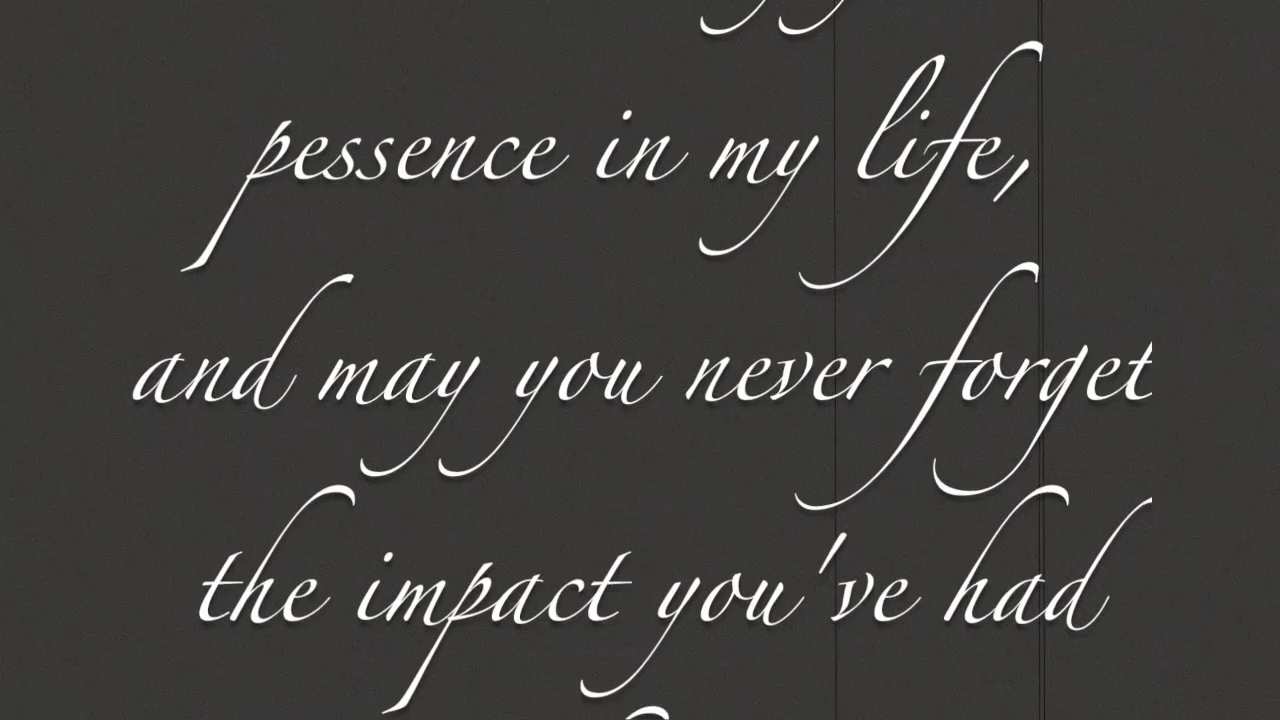 pessence in my life,
and may you never forget
the impact you've had